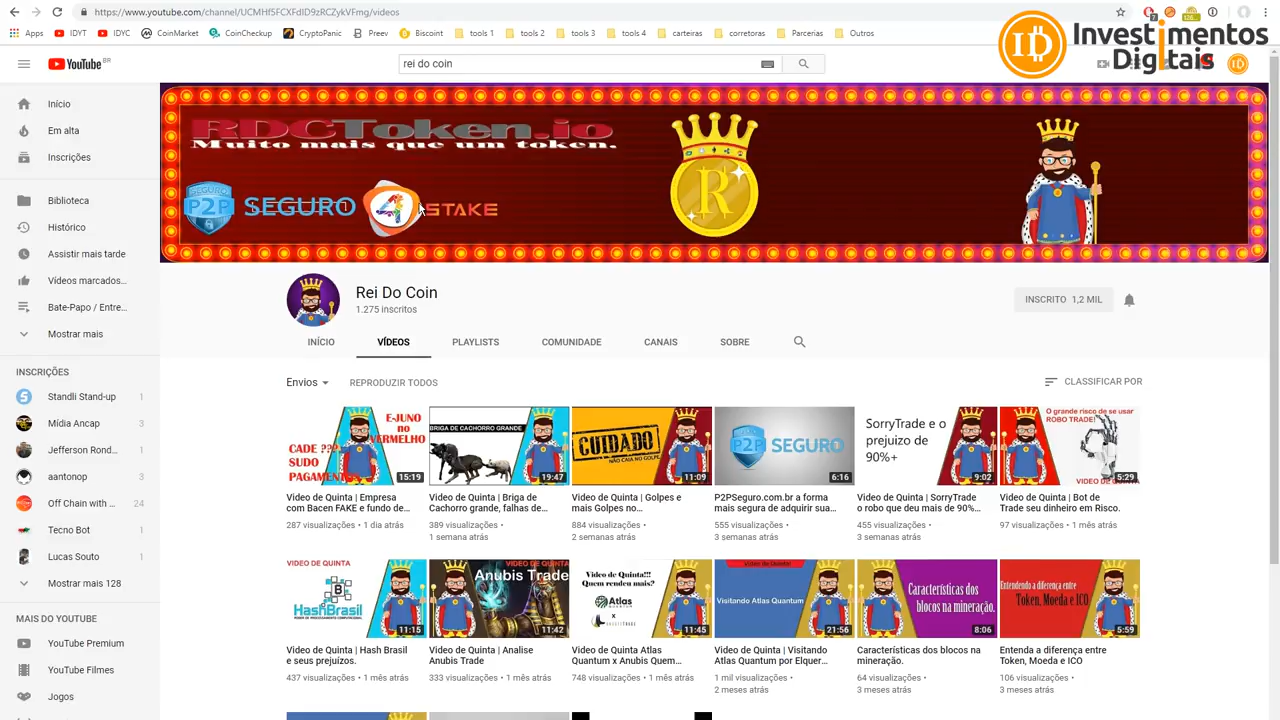 https://www.youtube.com/channel/UCMHf5FCXFdID9zRCZykVFmg/videos
Apps IDYT IDYC CoinMarket CoinCheckup CryptoPanic Preev Biscoint tools 1 tools 2 tools 3 tools 4 carteiras corretoras Parcerias Outros
Investimentos
Digitais
YouTube BR
rei do coin
Início
Em alta
Inscrições
Biblioteca
Histórico
Assistir mais tarde
Vídeos marcados...
Bate-Papo / Entre...
Mostrar mais
INSCRIÇÕES
Standli Stand-up 1
Mídia Ancap 3
Jefferson Rond...
aantonop 3
Off Chain with ... 24
Tecno Bot 1
Lucas Souto 1
Mostrar mais 128
MAIS DO YOUTUBE
YouTube Premium
YouTube Filmes
Jogos
RDCToken.io
Muito mais que um token.
SEGURO P2P SEGURO 4 STAKE
R
Rei Do Coin
1.275 inscritos
INSCRITO 1,2 MIL
INÍCIO VÍDEOS PLAYLISTS COMUNIDADE CANAIS SOBRE
Envios REPRODUZIR TODOS CLASSIFICAR POR
E-JUNO no VERMELHO
CADE ???
SUDO
PAGAMEN
15:19
Video de Quinta | Empresa
com Bacen FAKE e fundo de...
287 visualizações • 1 dia atrás
BRIGA DE CACHORRO GRANDE
19:47
Video de Quinta | Briga de
Cachorro grande, falhas de...
389 visualizações •
1 semana atrás
CUIDADO
NÃO CAIA NO GOLPE
11:09
Video de Quinta | Golpes e
mais Golpes no...
884 visualizações •
2 semanas atrás
P2P SEGURO
6:16
P2PSeguro.com.br a forma
mais segura de adquirir sua...
555 visualizações •
3 semanas atrás
SorryTrade e o
prejuizo de
90%+
9:02
Video de Quinta | SorryTrade
o robo que deu mais de 90%...
455 visualizações •
3 semanas atrás
O grande risco de se usar
ROBO TRADE!
5:29
Video de Quinta | Bot de
Trade seu dinheiro em Risco.
97 visualizações • 1 mês atrás
VIDEO DE QUINTA
HashBrasil
11:15
Video de Quinta | Hash Brasil
e seus prejuízos.
437 visualizações • 1 mês atrás
VIDEO DE QUINTA
Anubis Trade
11:42
Video de Quinta | Analise
Anubis Trade
333 visualizações • 1 mês atrás
Video de Quinta!!!
Quem renden mais?
Atlas
QUANTUM
X
11:45
Video de Quinta Atlas
Quantum x Anubis Quem...
748 visualizações • 1 mês atrás
Visitando Atlas Quantum
21:56
Video de Quinta | Visitando
Atlas Quantum por Elquer...
1 mil visualizações •
2 meses atrás
Características dos
blocos na mineração.
8:06
Características dos blocos na
mineração.
64 visualizações •
3 meses atrás
Entendendo a diferença entre
Token, Moeda e ICO
5:59
Entenda a diferença entre
Token, Moeda e ICO
106 visualizações •
3 meses atrás